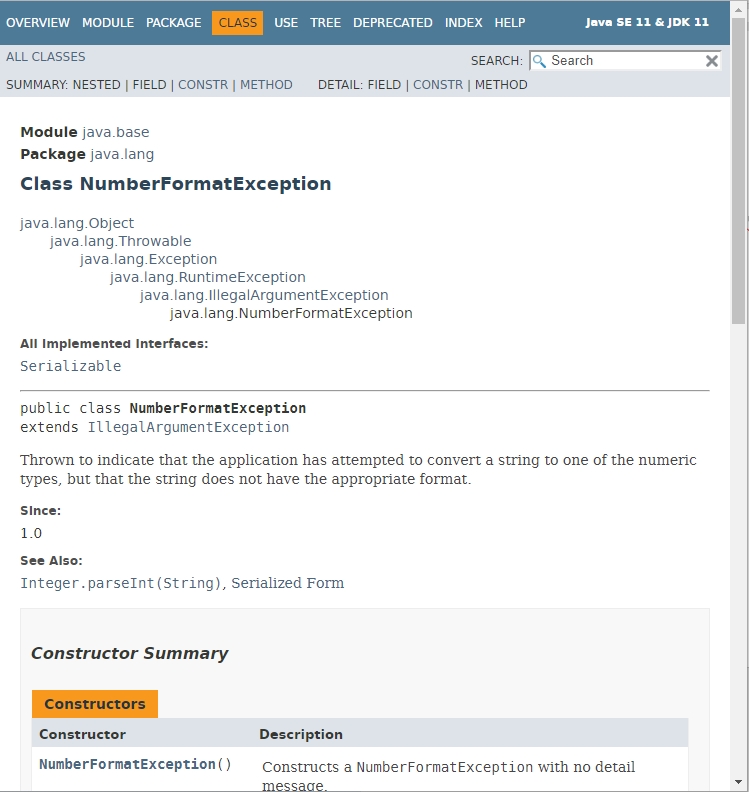 OVERVIEW MODULE PACKAGE CLASS USE TREE DEPRECATED INDEX HELP Java SE 11 & JDK 11
ALL CLASSES
SEARCH: Search
SUMMARY: NESTED | FIELD | CONSTR | METHOD DETAIL: FIELD | CONSTR | METHOD
Module java.base
Package java.lang
Class NumberFormatException
java.lang.Object
java.lang.Throwable
java.lang.Exception
java.lang.RuntimeException
java.lang.IllegalArgumentException
java.lang.NumberFormatException
All Implemented Interfaces:
Serializable
public class NumberFormatException
extends IllegalArgumentException
Thrown to indicate that the application has attempted to convert a string to one of the numeric
types, but that the string does not have the appropriate format.
Since:
1.0
See Also:
Integer.parseInt(String), Serialized Form
Constructor Summary
Constructors
Constructor Description
NumberFormatException() Constructs a NumberFormatException with no detail
message.